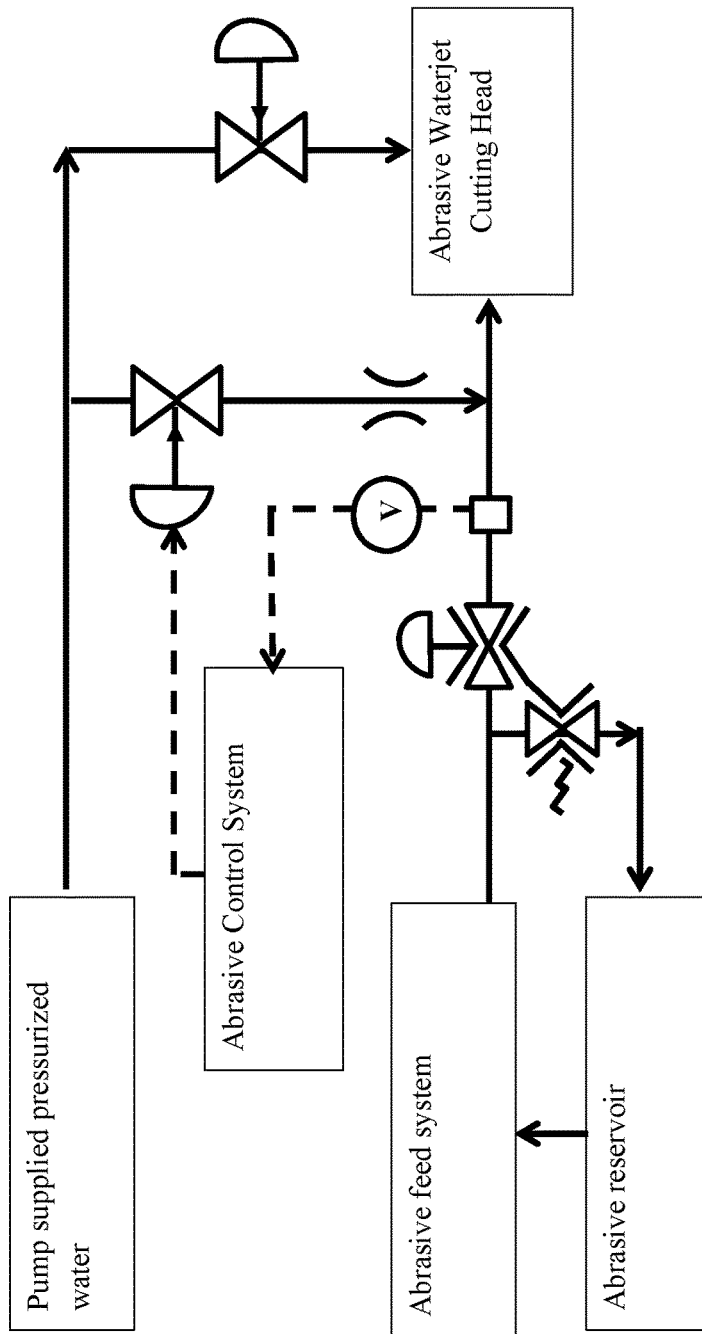 Pump supplied pressurized
water
Abrasive Control System
V
Abrasive feed system
Abrasive reservoir
Abrasive Waterjet
Cutting Head